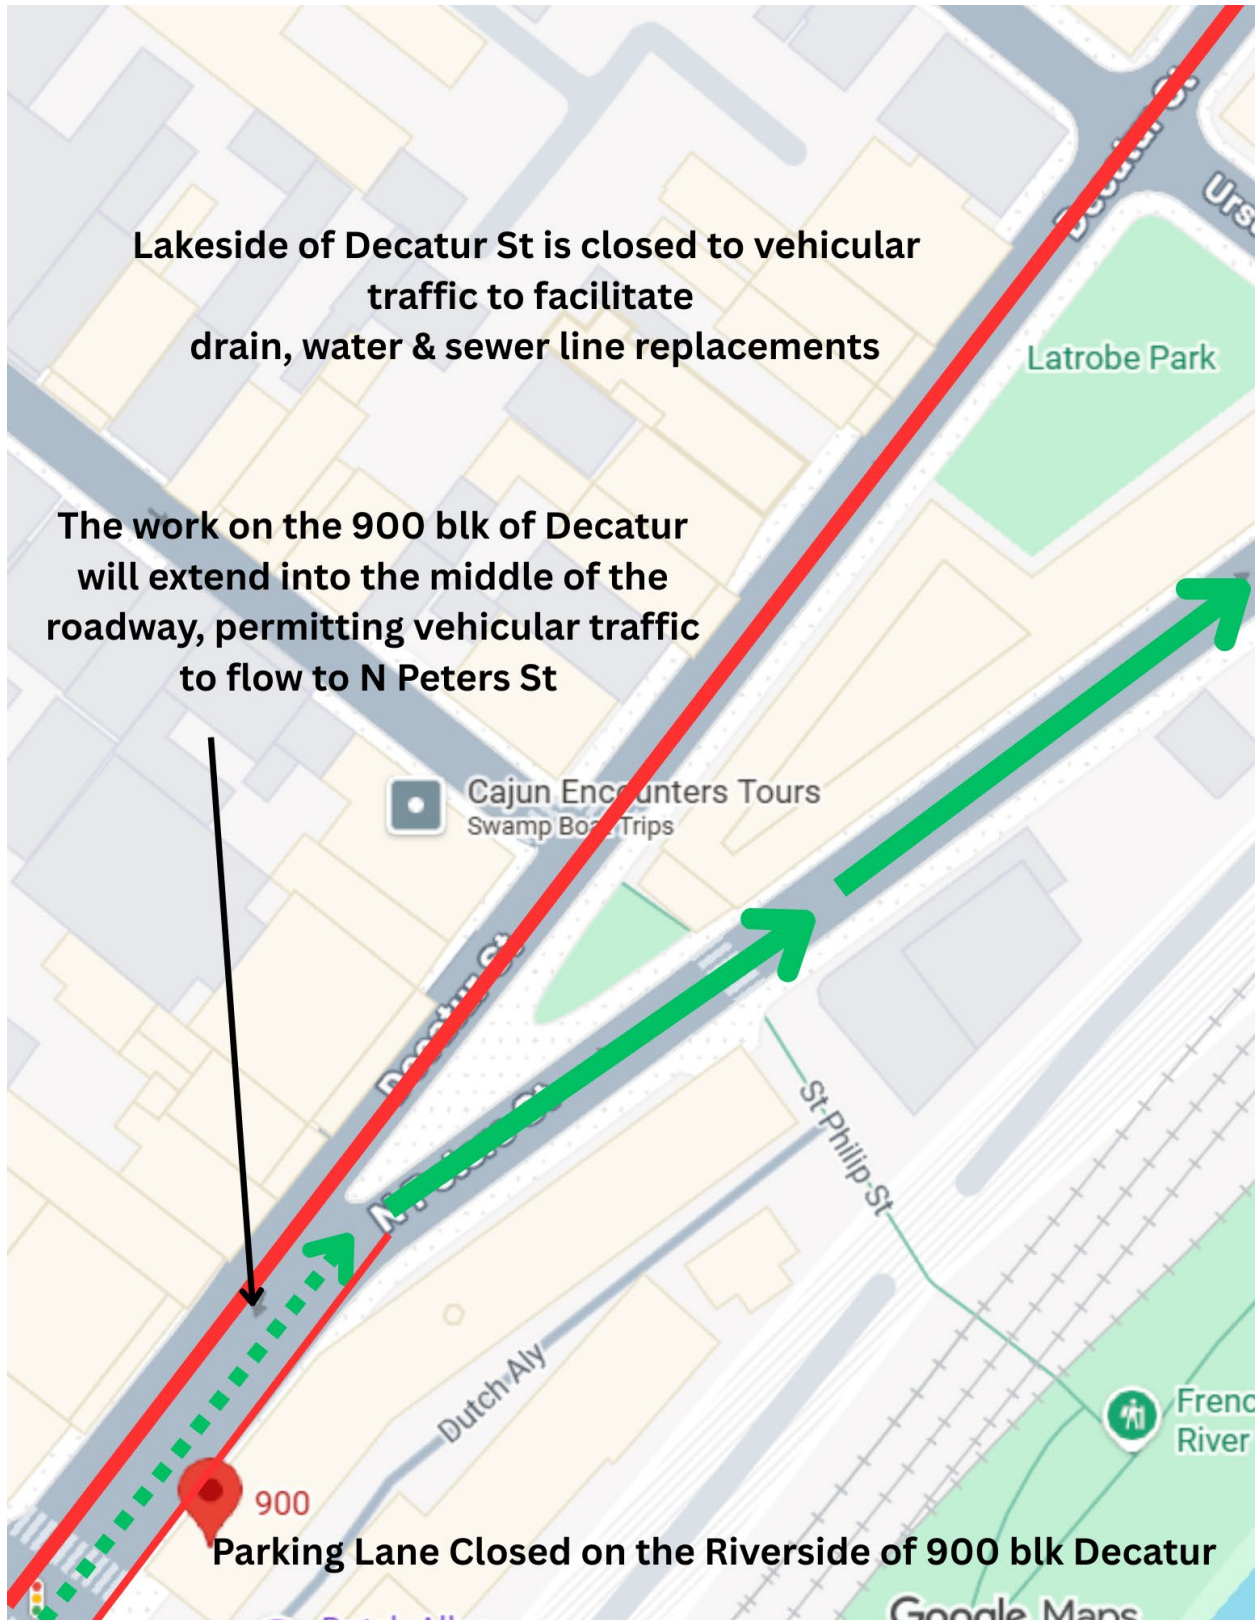 Decatur St
Urs
Lakeside of Decatur St is closed to vehicular
traffic to facilitate
drain, water & sewer line replacements
Latrobe Park
The work on the 900 blk of Decatur
will extend into the middle of the
roadway, permitting vehicular traffic
to flow to N Peters St
Cajun Encounters Tours
Swamp Boat Trips
Decatur St
N Peters St
St Philip St
Dutch Aly
Frenc
River
900
Parking Lane Closed on the Riverside of 900 blk Decatur
Google Maps